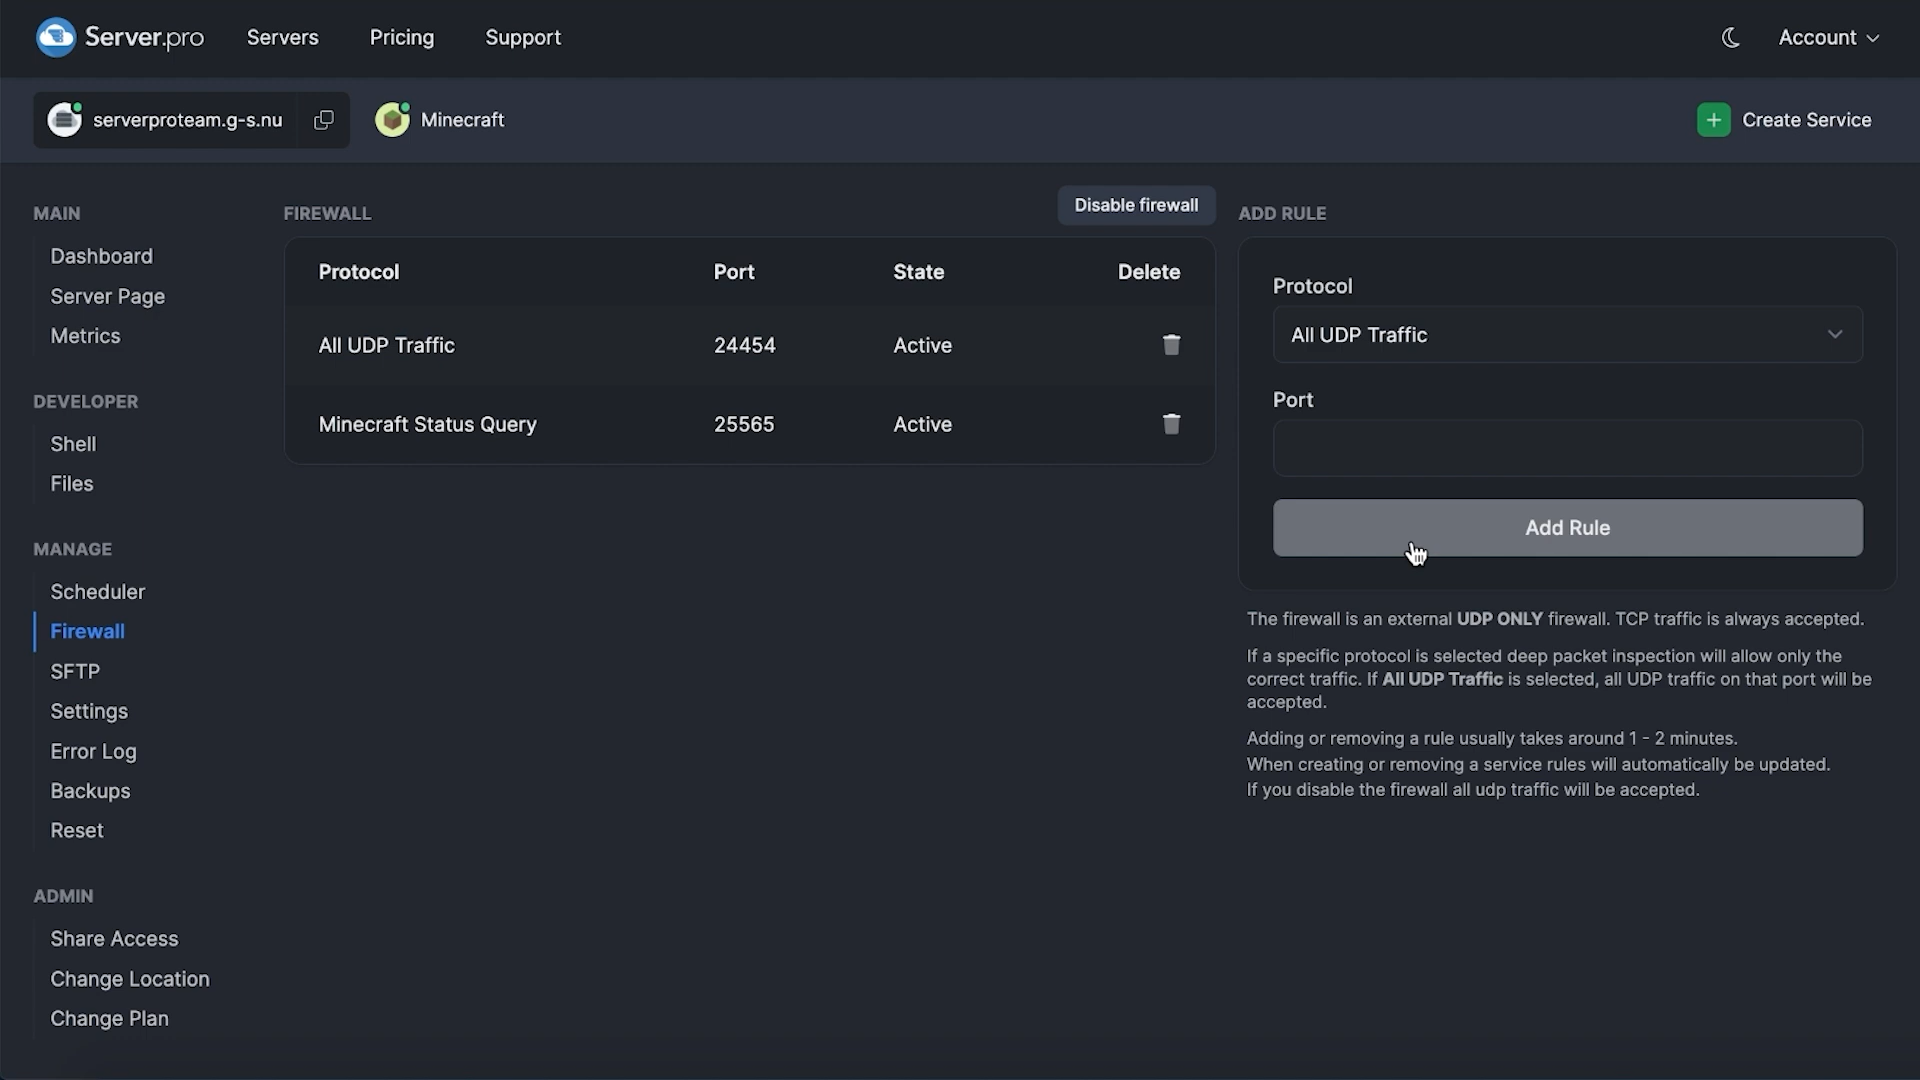 Server.pro
Servers
Pricing
Support
Account
serverproteam.g-s.nu
Minecraft
Create Service
MAIN
Dashboard
Server Page
Metrics
DEVELOPER
Shell
Files
MANAGE
Scheduler
Firewall
SFTP
Settings
Error Log
Backups
Reset
ADMIN
Share Access
Change Location
Change Plan
FIREWALL
Disable firewall
Protocol Port State Delete
All UDP Traffic 24454 Active
Minecraft Status Query 25565 Active
ADD RULE
Protocol
All UDP Traffic
Port
Add Rule
The firewall is an external UDP ONLY firewall. TCP traffic is always accepted.
If a specific protocol is selected deep packet inspection will allow only the
correct traffic. If All UDP Traffic is selected, all UDP traffic on that port will be
accepted.
Adding or removing a rule usually takes around 1 - 2 minutes.
When creating or removing a service rules will automatically be updated.
If you disable the firewall all udp traffic will be accepted.